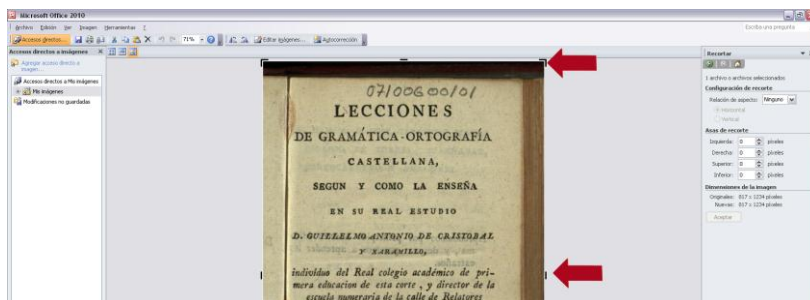 Microsoft Office 2010
Archivo Edición Ver Imagen Herramientas ?
Escriba una pregunta
Accesos directos...
71%
Editar imágenes...
Autocorrección
Accesos directos a imágenes
Agregar acceso directo a imagen...
Accesos directos a Mis imágenes
Mis imágenes
Modificaciones no guardadas
07/00600/01
LECCIONES
DE GRAMÁTICA-ORTOGRAFÍA
CASTELLANA,
SEGUN Y COMO LA ENSEÑA
EN SU REAL ESTUDIO
D. GUILLELMO ANTONIO DE CRISTOBAL
Y XARAMILLO,
individuo del Real colegio académico de pri-
mera educacion de esta corte, y director de la
escuela numeraria de la calle de Relatores
Recortar
1 archivo o archivos seleccionados
Configuración de recorte
Relación de aspecto: Ninguno
Horizontal
Vertical
Asas de recorte
Izquierda: 0 píxeles
Derecha: 0 píxeles
Superior: 0 píxeles
Inferior: 0 píxeles
Dimensiones de la imagen
Originales: 817 x 1234 píxeles
Nuevas: 817 x 1234 píxeles
Aceptar